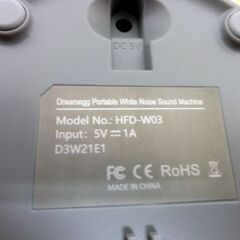 DC 5V
Dreamegg Portable White Noise Sound Machine
Model No.: HFD-W03
Input: 5V⎓1A
D3W21E1
FC CE RoHS
MADE IN CHINA